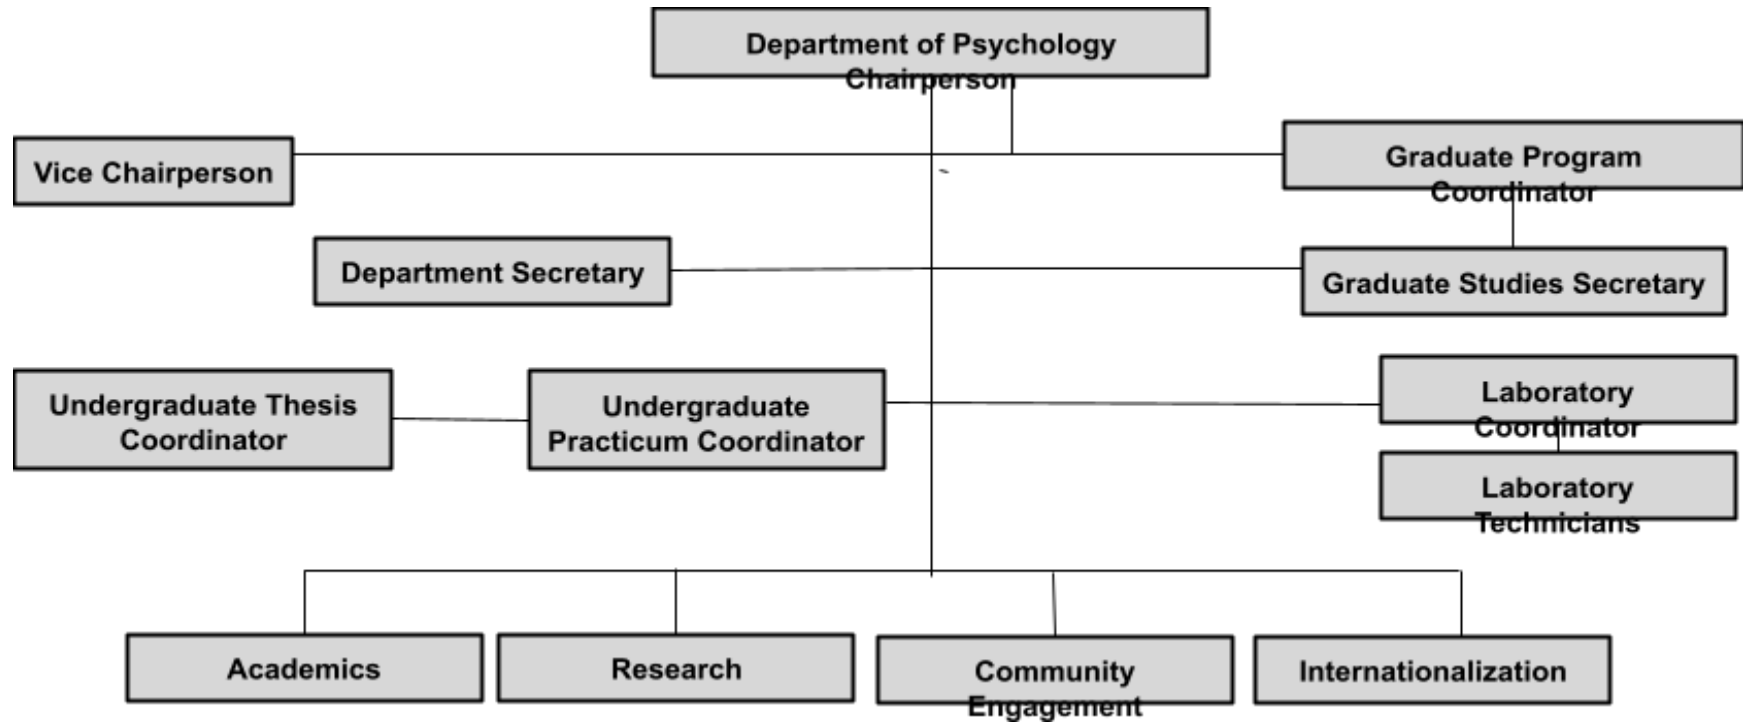 Department of Psychology
Chairperson
Vice Chairperson
Graduate Program
Coordinator
Department Secretary
Graduate Studies Secretary
Undergraduate Thesis
Coordinator
Undergraduate
Practicum Coordinator
Laboratory
Coordinator
Laboratory
Technicians
Academics
Research
Community
Engagement
Internationalization